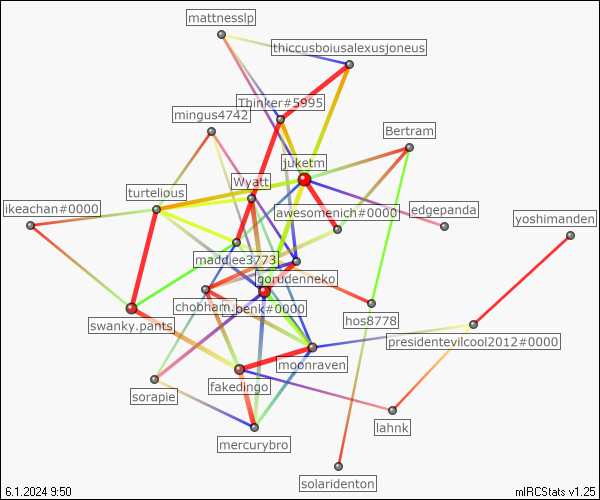 mattnesslp
thiccusboiusalexusjoneus
Thinker#5995
mingus4742
Bertram
juketm
Wyatt
turtelious
ikeachan#0000
awesomenich#0000
edgepanda
yoshimanden
maddiee3773
gorudenneko
chobham.
penk#0000
hos8778
swanky.pants.
presidentevilcool2012#0000
moonraven
fakedingo
sorapie
lahnk
mercurybro
solaridenton
6.1.2024 9:50
mIRCStats v1.25